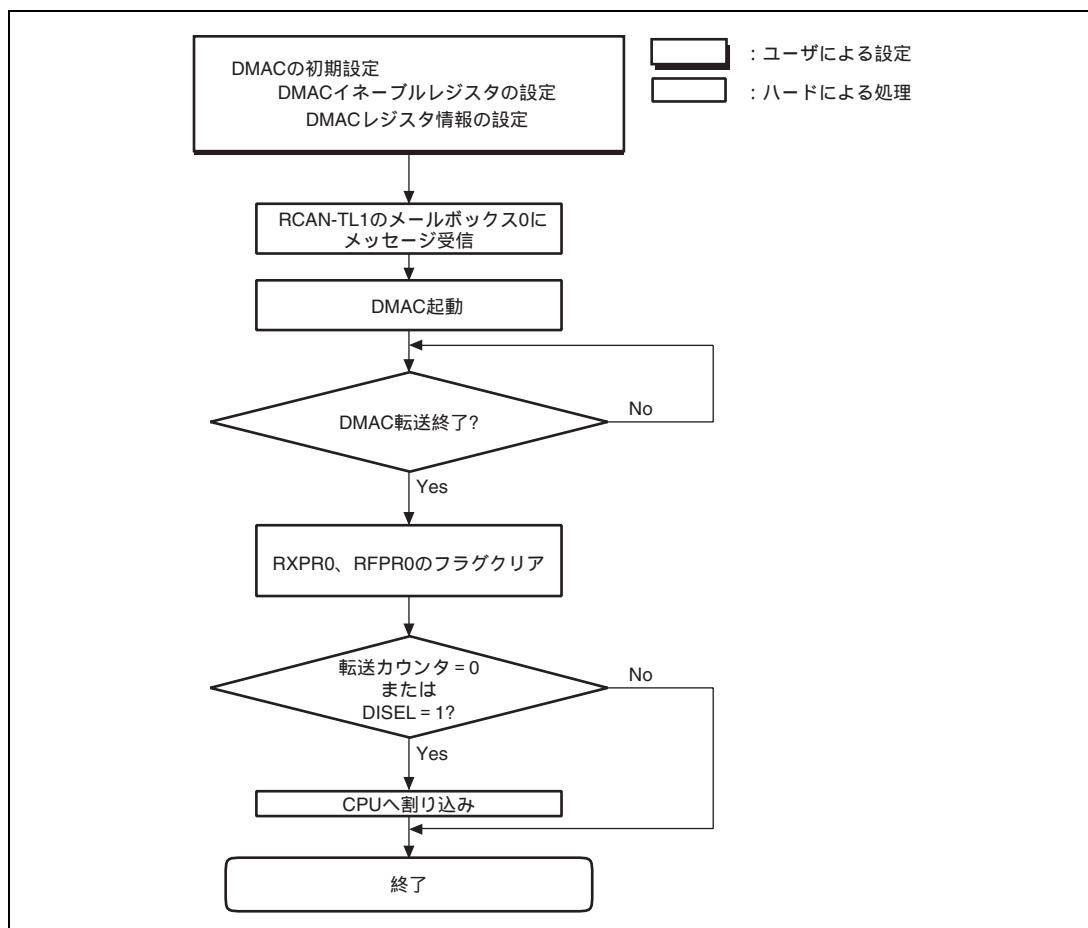 DMACの初期設定
DMACイネーブルレジスタの設定
DMACレジスタ情報の設定
：ユーザによる設定
：ハードによる処理
RCAN-TL1のメールボックス0に
メッセージ受信
DMAC起動
DMAC転送終了?
No
Yes
RXPR0、RFPR0のフラグクリア
転送カウンタ = 0
または
DISEL = 1?
No
Yes
CPUへ割り込み
終了